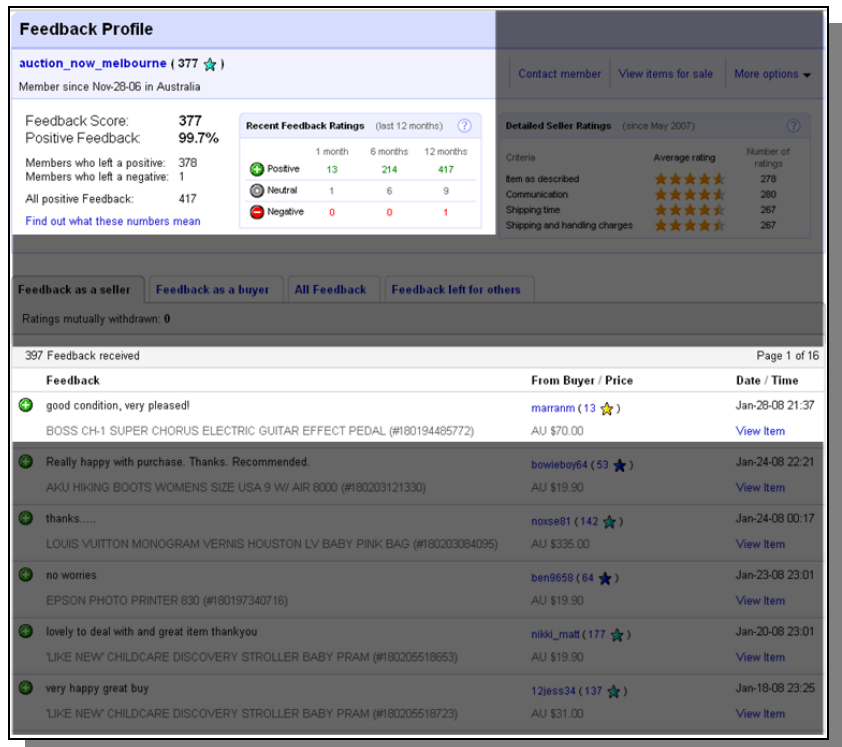 Feedback Profile
auction_now_melbourne ( 377 )
Member since Nov-28-06 in Australia
Contact member View items for sale More options
Feedback Score: 377
Positive Feedback: 99.7%
Members who left a positive: 378
Members who left a negative: 1
All positive Feedback: 417
Find out what these numbers mean
Recent Feedback Ratings (last 12 months) ?
1 month 6 months 12 months
Positive 13 214 417
Neutral 1 6 9
Negative 0 0 1
Detailed Seller Ratings (since May 2007) ?
Criteria Average rating Number of ratings
Item as described 278
Communication 280
Shipping time 267
Shipping and handling charges 267
Feedback as a seller Feedback as a buyer All Feedback Feedback left for others
Ratings mutually withdrawn: 0
397 Feedback received Page 1 of 16
Feedback From Buyer / Price Date / Time
good condition, very pleased! marranm ( 13 ) Jan-28-08 21:37
BOSS CH-1 SUPER CHORUS ELECTRIC GUITAR EFFECT PEDAL (#180194485772) AU $70.00 View Item
Really happy with purchase. Thanks. Recommended. bowieboy64 ( 53 ) Jan-24-08 22:21
AKU HIKING BOOTS WOMENS SIZE USA 9 W/ AIR 8000 (#180203121330) AU $19.90 View Item
thanks..... noxse81 ( 142 ) Jan-24-08 00:17
LOUIS VUITTON MONOGRAM VERNIS HOUSTON LV BABY PINK BAG (#180203084095) AU $335.00 View Item
no worries ben9658 ( 64 ) Jan-23-08 23:01
EPSON PHOTO PRINTER 830 (#180197340716) AU $19.90 View Item
lovely to deal with and great item thankyou nikki_matt ( 177 ) Jan-20-08 23:01
'LIKE NEW' CHILDCARE DISCOVERY STROLLER BABY PRAM (#180205518653) AU $19.90 View Item
very happy great buy 12jess34 ( 137 ) Jan-18-08 23:25
'LIKE NEW' CHILDCARE DISCOVERY STROLLER BABY PRAM (#180205518723) AU $31.00 View Item